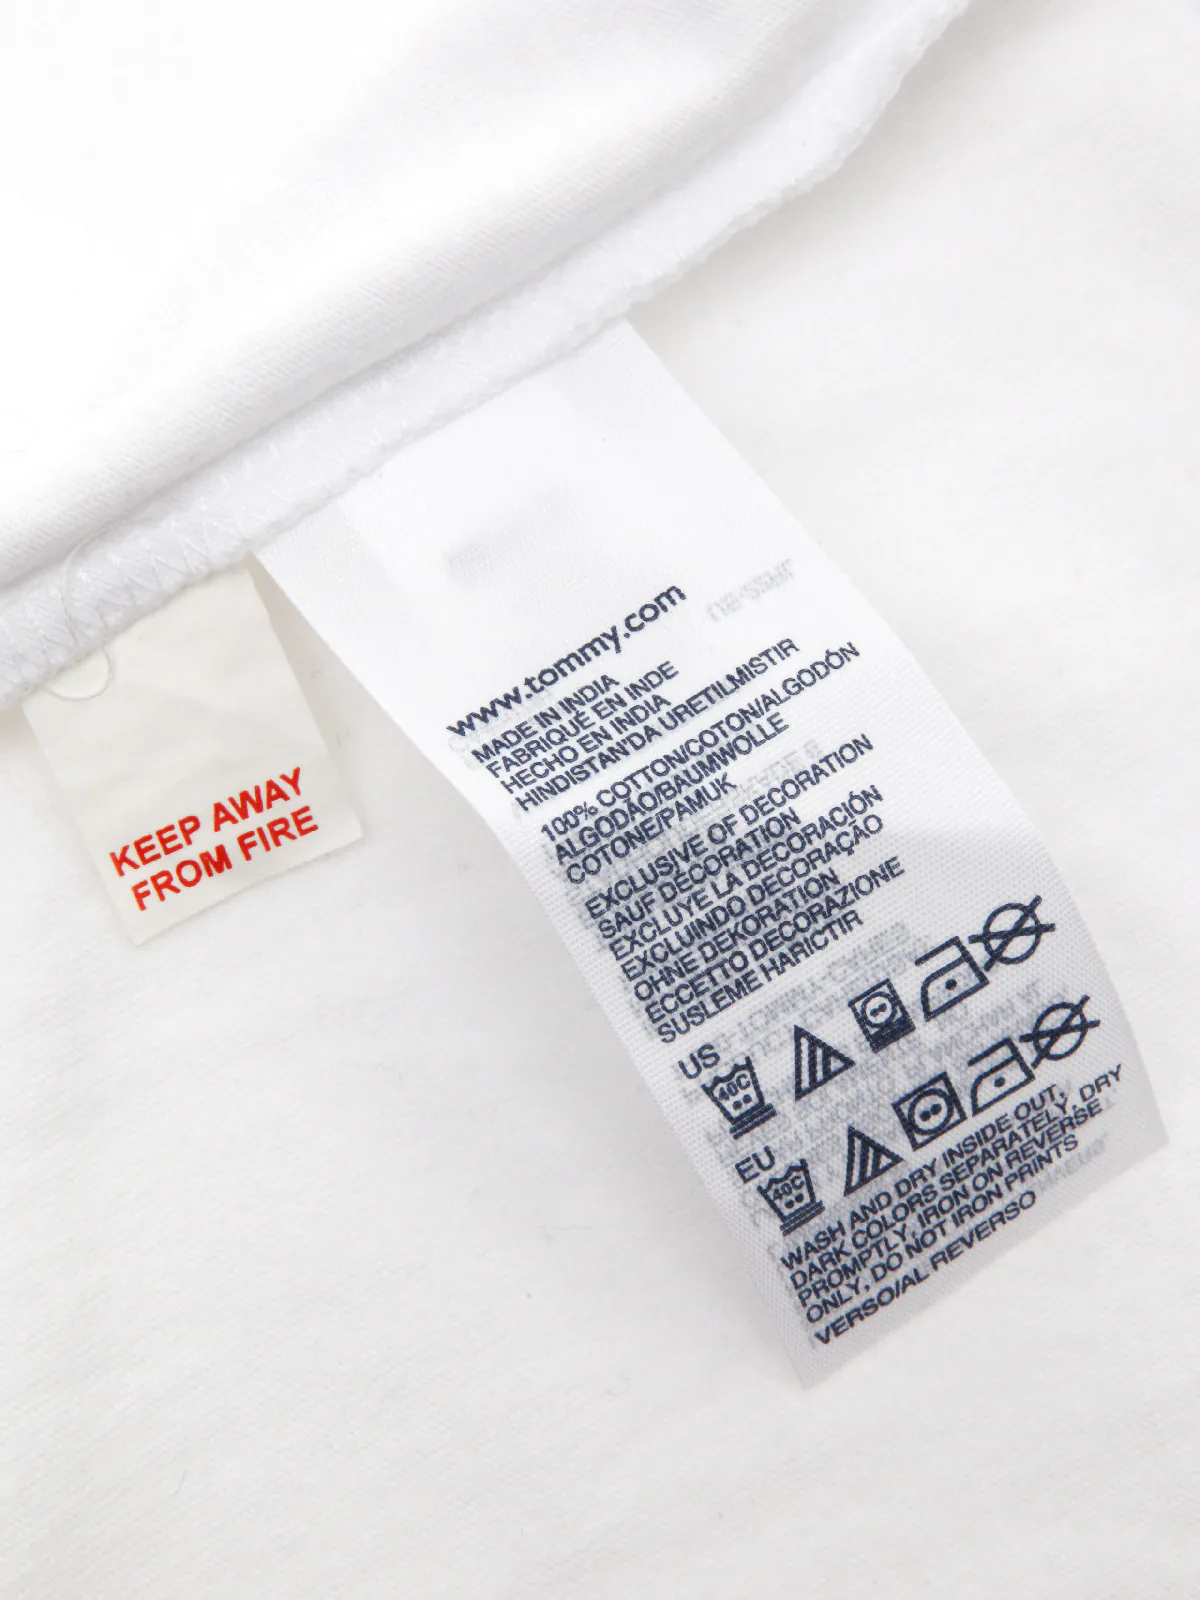 KEEP AWAY
FROM FIRE
www.tommy.com
MADE IN INDIA
FABRIQUÉ EN INDE
HECHO EN INDIA
HINDISTAN'DA URETILMISTIR
100% COTTON/COTON/ALGODÓN
ALGODÃO/BAUMWOLLE
COTONE/PAMUK
EXCLUSIVE OF DECORATION
SAUF DECORATION
EXCLUYE LA DECORACIÓN
EXCLUINDO DECORAÇÃO
OHNE DEKORATION
ECCETTO DECORAZIONE
SUSLEME HARICTIR
US
40C
EU
40C
WASH AND DRY INSIDE OUT,
DARK COLORS SEPARATELY, DRY
PROMPTLY, IRON ON REVERSE
ONLY, DO NOT IRON PRINTS
VERSO/AL REVERSO